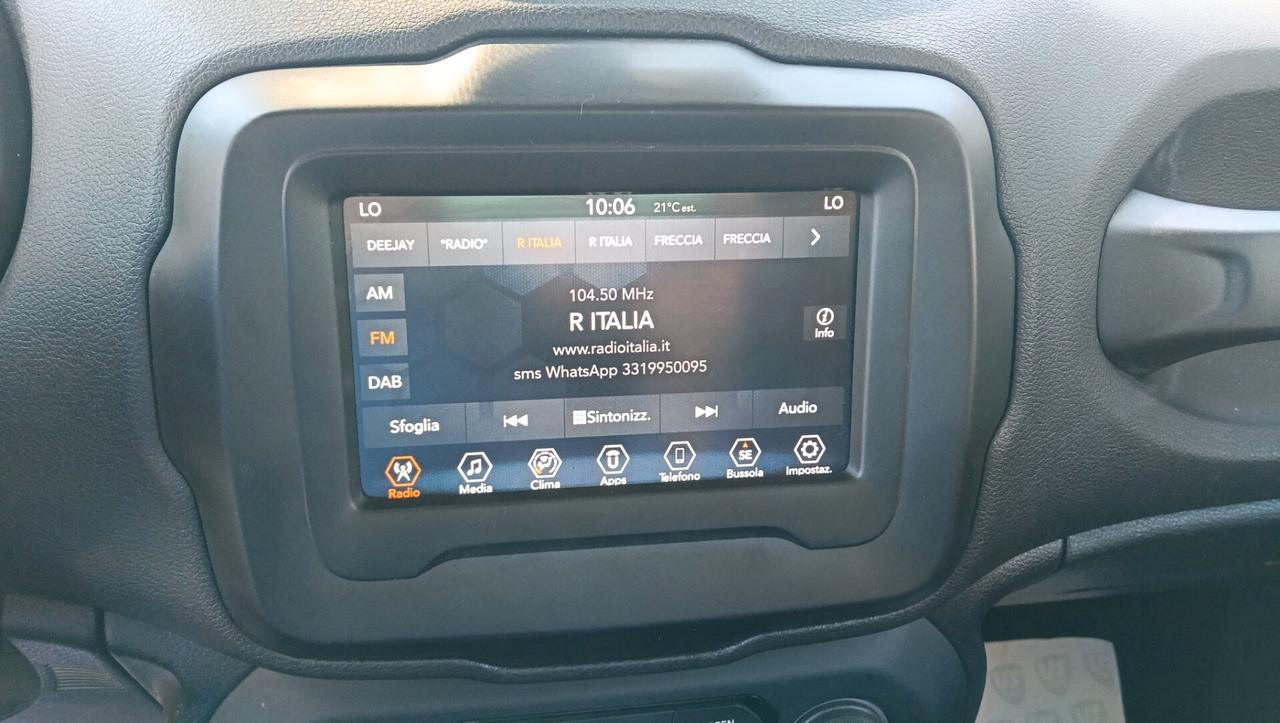 LO 10:06 21°C est. LO
DEEJAY °RADIO° R ITALIA R ITALIA FRECCIA FRECCIA
AM
104.50 MHz
R ITALIA
FM
Info
www.radioitalia.it
sms WhatsApp 3319950095
DAB
Sfoglia Sintonizz. Audio
SE
Radio Media Clima Apps Telefono Bussola Impostaz.